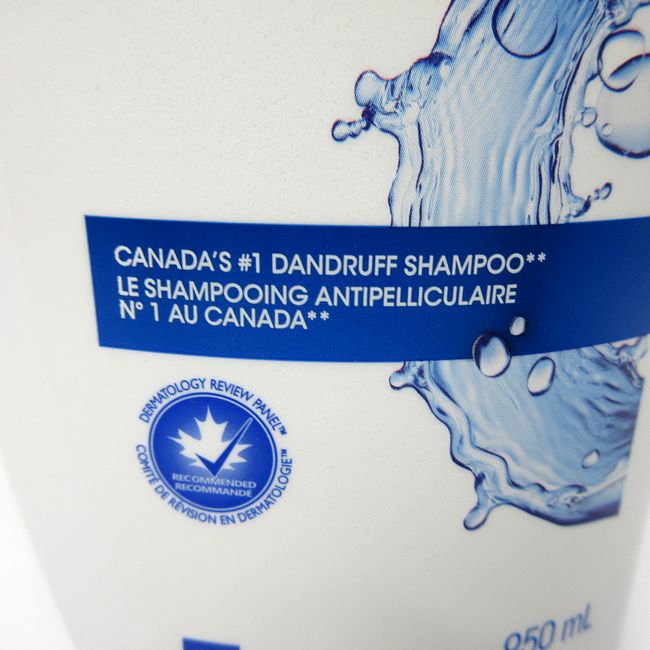 CANADA'S #1 DANDRUFF SHAMPOO**
LE SHAMPOOING ANTIPELLICULAIRE
N° 1 AU CANADA**
DERMATOLOGY REVIEW PANEL™
RECOMMENDED
RECOMMANDÉ
COMITÉ DE RÉVISION EN DERMATOLOGIE™
950 mL